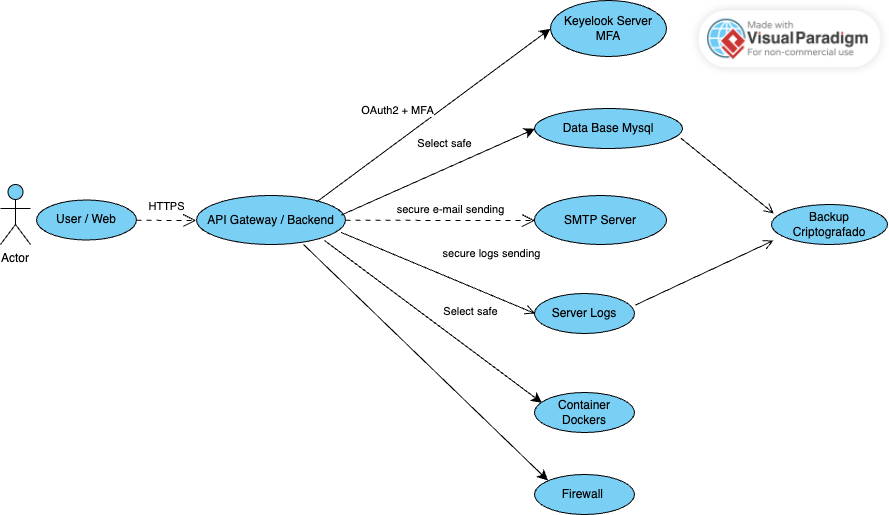 Keyelook Server
MFA
Made with
VisualParadigm
For non-commercial use
OAuth2 + MFA
Data Base Mysql
Select safe
HTTPS
User / Web
API Gateway / Backend
secure e-mail sending
SMTP Server
Backup
Criptografado
Actor
secure logs sending
Server Logs
Select safe
Container
Dockers
Firewall